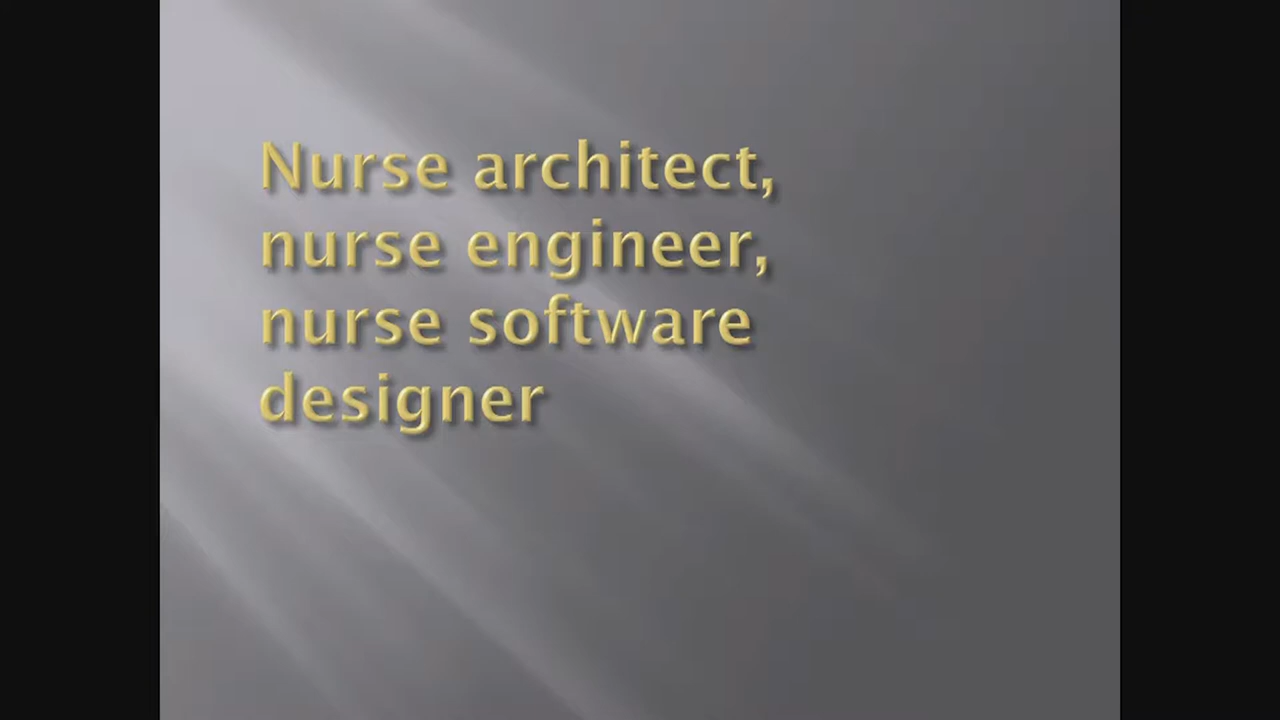 Nurse architect,
nurse engineer,
nurse software
designer